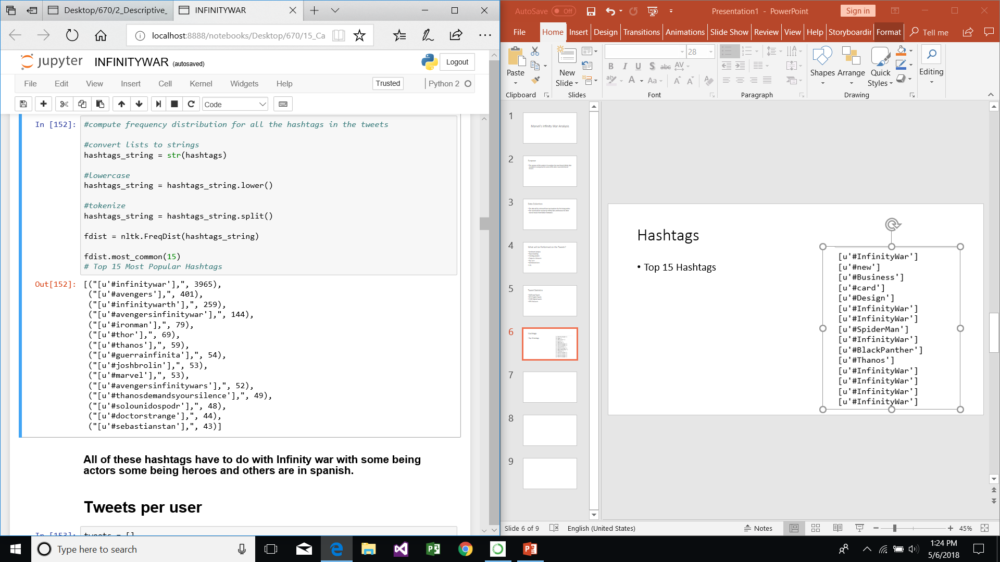 Desktop/670/2_Descriptive_
INFINITYWAR
localhost:8888/notebooks/Desktop/670/15_Ca
jupyter INFINITYWAR (autosaved)
Logout
File Edit View Insert Cell Kernel Widgets Help
Trusted
Python 2
Code
In [152]:
#compute frequency distribution for all the hashtags in the tweets
#convert lists to strings
hashtags_string = str(hashtags)
#lowercase
hashtags_string = hashtags_string.lower()
#tokenize
hashtags_string = hashtags_string.split()
fdist = nltk.FreqDist(hashtags_string)
fdist.most_common(15)
# Top 15 Most Popular Hashtags
Out[152]:
[("[u'#infinitywar'],", 3965),
("[u'#avengers'],", 401),
("[u'#infinitywarth'],", 259),
("[u'#avengersinfinitywar'],", 144),
("[u'#ironman'],", 79),
("[u'#thor'],", 69),
("[u'#thanos'],", 59),
("[u'#guerrainfinita'],", 54),
("[u'#joshbrolin'],", 53),
("[u'#marvel'],", 53),
("[u'#avengersinfinitywars'],", 52),
("[u'#thanosdemandsyoursilence'],", 49),
("[u'#solounidospodr'],", 48),
("[u'#doctorstrange'],", 44),
("[u'#sebastianstan'],", 43)]
All of these hashtags have to do with Infinity war with some being
actors some being heroes and others are in spanish.
Tweets per user
In [153]: tweets = []
AutoSave Off
Presentation1 - PowerPoint
Sign in
File Home Insert Design Transitions Animations Slide Show Review View Help Storyboardin Format Tell me
Paste
New
Slide
28
B I U S abc AV
A Aa A A
Shapes Arrange Quick
Styles
Editing
Clipboard Slides Font Paragraph Drawing
1
Marvel's Infinity War Analysis
2
Purpose
3
Data Collection
4
What will be Performed on the Tweets?
5
Tweet Statistics
6
Hashtags
Top 15 Hashtags
7
8
9
Hashtags
• Top 15 Hashtags
[u'#InfinityWar']
[u'#new']
[u'#Business']
[u'#card']
[u'#Design']
[u'#InfinityWar']
[u'#InfinityWar']
[u'#SpiderMan']
[u'#InfinityWar']
[u'#BlackPanther']
[u'#Thanos']
[u'#InfinityWar']
[u'#InfinityWar']
[u'#InfinityWar']
[u'#InfinityWar']
Slide 6 of 9
English (United States)
Notes
45%
Type here to search
1:24 PM
5/6/2018